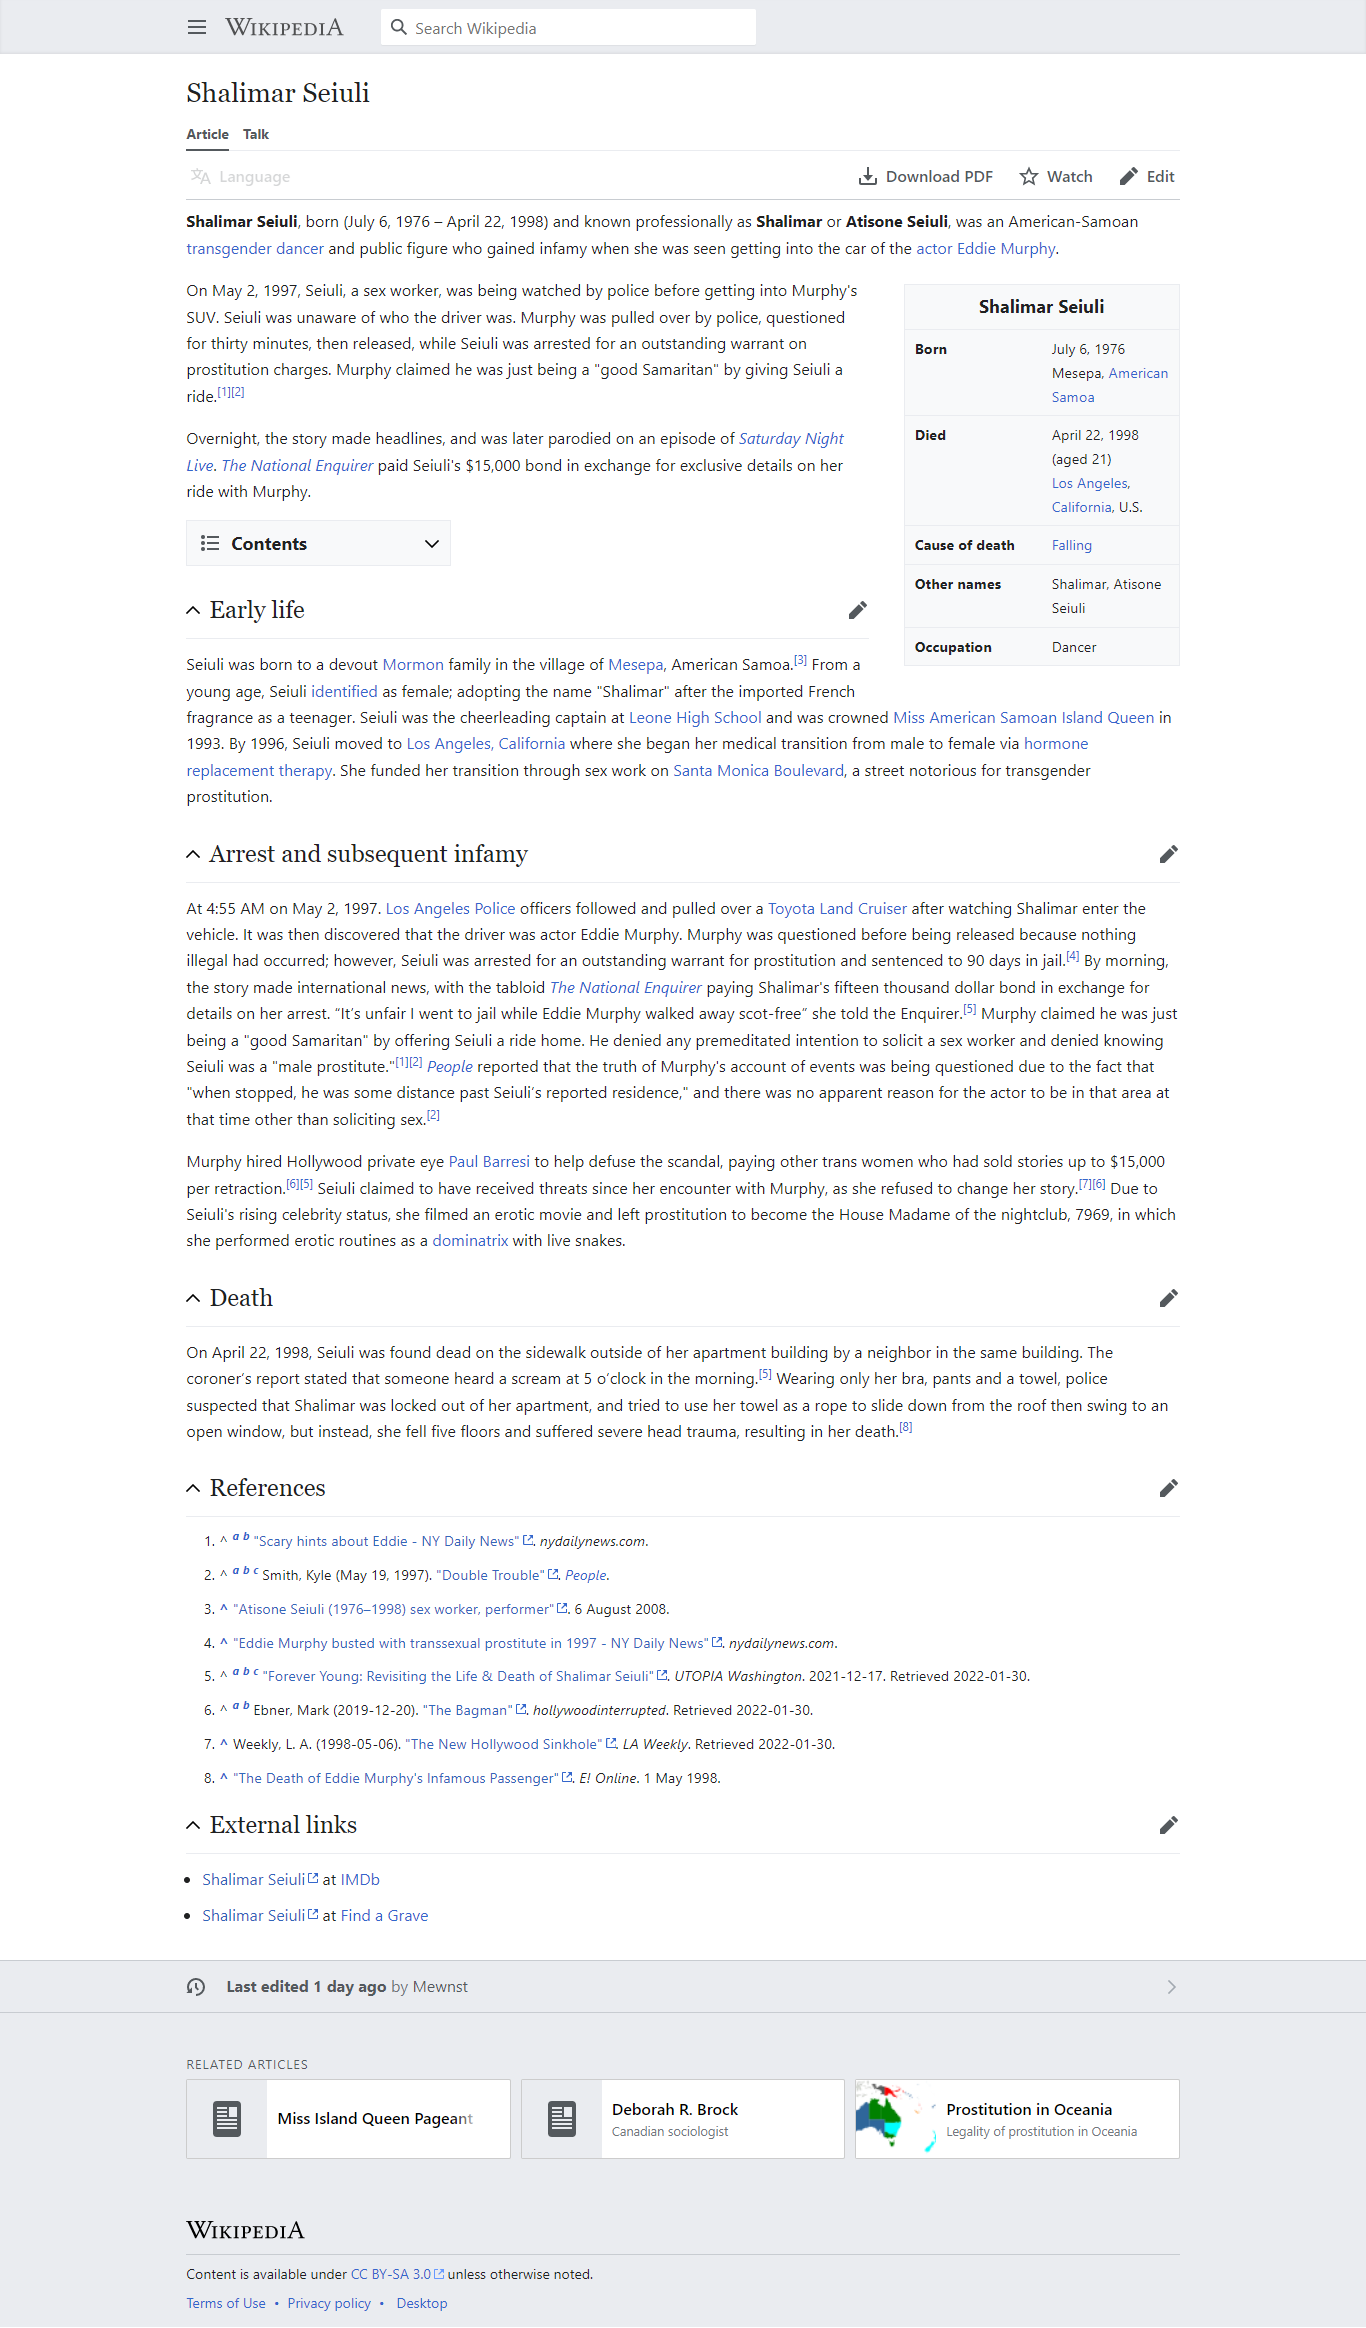 WIKIPEDIA
Search Wikipedia
Shalimar Seiuli
Article Talk
Language
Download PDF Watch Edit
Shalimar Seiuli, born (July 6, 1976 – April 22, 1998) and known professionally as Shalimar or Atisone Seiuli, was an American-Samoan
transgender dancer and public figure who gained infamy when she was seen getting into the car of the actor Eddie Murphy.
On May 2, 1997, Seiuli, a sex worker, was being watched by police before getting into Murphy's
SUV. Seiuli was unaware of who the driver was. Murphy was pulled over by police, questioned
for thirty minutes, then released, while Seiuli was arrested for an outstanding warrant on
prostitution charges. Murphy claimed he was just being a "good Samaritan" by giving Seiuli a
ride.[1][2]
Overnight, the story made headlines, and was later parodied on an episode of Saturday Night
Live. The National Enquirer paid Seiuli's $15,000 bond in exchange for exclusive details on her
ride with Murphy.
Shalimar Seiuli
Born July 6, 1976
Mesepa, American
Samoa
Died April 22, 1998
(aged 21)
Los Angeles,
California, U.S.
Cause of death Falling
Other names Shalimar, Atisone
Seiuli
Occupation Dancer
Contents
Early life
Seiuli was born to a devout Mormon family in the village of Mesepa, American Samoa.[3] From a
young age, Seiuli identified as female; adopting the name "Shalimar" after the imported French
fragrance as a teenager. Seiuli was the cheerleading captain at Leone High School and was crowned Miss American Samoan Island Queen in
1993. By 1996, Seiuli moved to Los Angeles, California where she began her medical transition from male to female via hormone
replacement therapy. She funded her transition through sex work on Santa Monica Boulevard, a street notorious for transgender
prostitution.
Arrest and subsequent infamy
At 4:55 AM on May 2, 1997. Los Angeles Police officers followed and pulled over a Toyota Land Cruiser after watching Shalimar enter the
vehicle. It was then discovered that the driver was actor Eddie Murphy. Murphy was questioned before being released because nothing
illegal had occurred; however, Seiuli was arrested for an outstanding warrant for prostitution and sentenced to 90 days in jail.[4] By morning,
the story made international news, with the tabloid The National Enquirer paying Shalimar's fifteen thousand dollar bond in exchange for
details on her arrest. “It’s unfair I went to jail while Eddie Murphy walked away scot-free” she told the Enquirer.[5] Murphy claimed he was just
being a "good Samaritan" by offering Seiuli a ride home. He denied any premeditated intention to solicit a sex worker and denied knowing
Seiuli was a "male prostitute."[1][2] People reported that the truth of Murphy's account of events was being questioned due to the fact that
"when stopped, he was some distance past Seiuli’s reported residence," and there was no apparent reason for the actor to be in that area at
that time other than soliciting sex.[2]
Murphy hired Hollywood private eye Paul Barresi to help defuse the scandal, paying other trans women who had sold stories up to $15,000
per retraction.[6][5] Seiuli claimed to have received threats since her encounter with Murphy, as she refused to change her story.[7][6] Due to
Seiuli's rising celebrity status, she filmed an erotic movie and left prostitution to become the House Madame of the nightclub, 7969, in which
she performed erotic routines as a dominatrix with live snakes.
Death
On April 22, 1998, Seiuli was found dead on the sidewalk outside of her apartment building by a neighbor in the same building. The
coroner’s report stated that someone heard a scream at 5 o’clock in the morning.[5] Wearing only her bra, pants and a towel, police
suspected that Shalimar was locked out of her apartment, and tried to use her towel as a rope to slide down from the roof then swing to an
open window, but instead, she fell five floors and suffered severe head trauma, resulting in her death.[8]
References
1. ^ a b "Scary hints about Eddie - NY Daily News". nydailynews.com.
2. ^ a b c Smith, Kyle (May 19, 1997). "Double Trouble". People.
3. ^ "Atisone Seiuli (1976–1998) sex worker, performer". 6 August 2008.
4. ^ "Eddie Murphy busted with transsexual prostitute in 1997 - NY Daily News". nydailynews.com.
5. ^ a b c "Forever Young: Revisiting the Life & Death of Shalimar Seiuli". UTOPIA Washington. 2021-12-17. Retrieved 2022-01-30.
6. ^ a b Ebner, Mark (2019-12-20). "The Bagman". hollywoodinterrupted. Retrieved 2022-01-30.
7. ^ Weekly, L. A. (1998-05-06). "The New Hollywood Sinkhole". LA Weekly. Retrieved 2022-01-30.
8. ^ "The Death of Eddie Murphy's Infamous Passenger". E! Online. 1 May 1998.
External links
• Shalimar Seiuli at IMDb
• Shalimar Seiuli at Find a Grave
Last edited 1 day ago by Mewnst
RELATED ARTICLES
Miss Island Queen Pageant
Deborah R. Brock
Canadian sociologist
Prostitution in Oceania
Legality of prostitution in Oceania
WIKIPEDIA
Content is available under CC BY-SA 3.0 unless otherwise noted.
Terms of Use • Privacy policy • Desktop